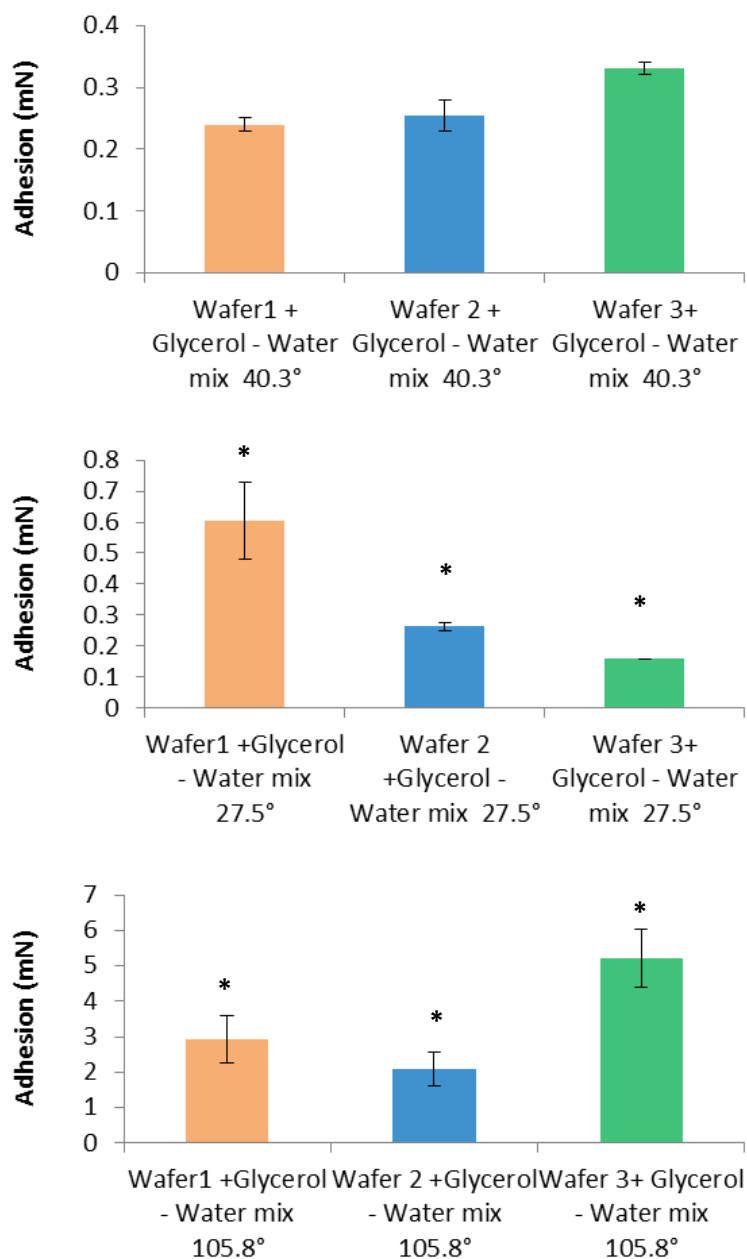 Adhesion (mN)
0.4
0.3
0.2
0.1
0
Wafer1 +
Glycerol - Water
mix 40.3°
Wafer 2 +
Glycerol - Water
mix 40.3°
Wafer 3+
Glycerol - Water
mix 40.3°
Adhesion (mN)
0.8
0.7
0.6
0.5
0.4
0.3
0.2
0.1
0
*
*
*
Wafer1 +Glycerol
- Water mix
27.5°
Wafer 2
+Glycerol -
Water mix 27.5°
Wafer 3+
Glycerol - Water
mix 27.5°
Adhesion (mN)
7
6
5
4
3
2
1
0
*
*
*
Wafer1 +Glycerol
- Water mix
105.8°
Wafer 2 +Glycerol
- Water mix
105.8°
Wafer 3+ Glycerol
- Water mix
105.8°